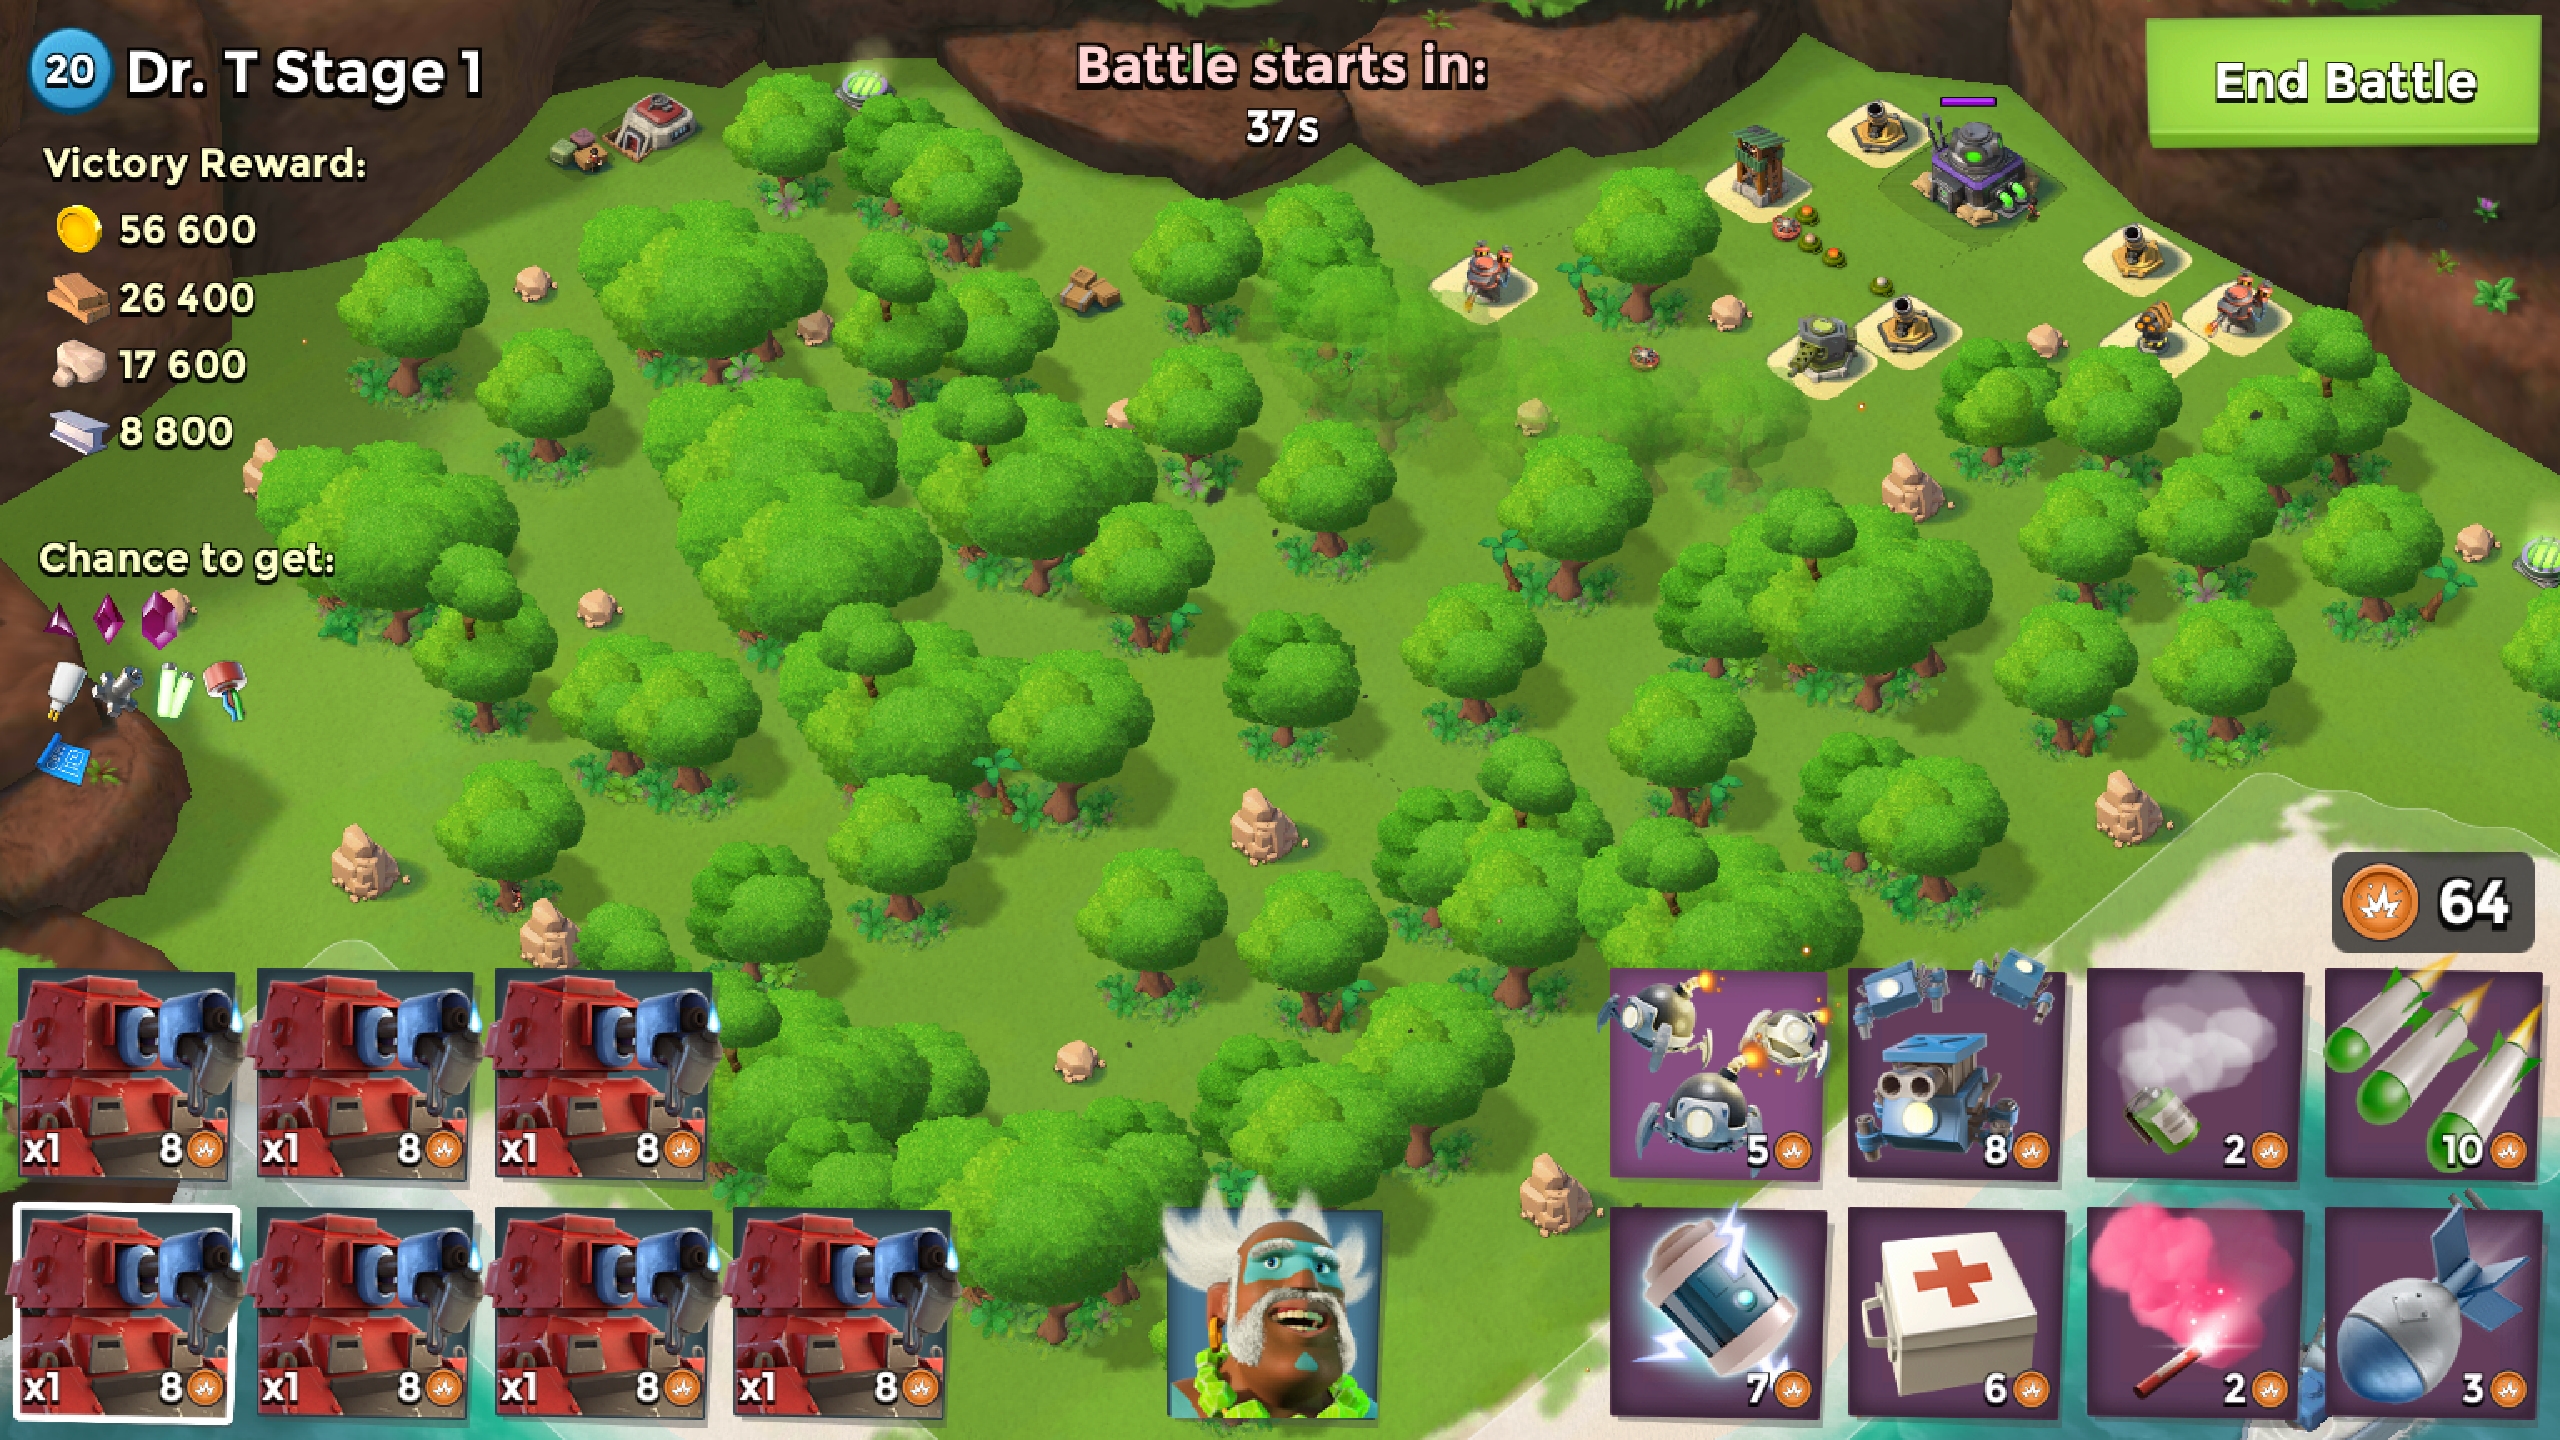 20 Dr. T Stage 1
Battle starts in:
37s
End Battle
Victory Reward:
56 600
26 400
17 600
8 800
Chance to get:
64
x1 8
x1 8
x1 8
5
8
2
10
x1 8
x1 8
x1 8
x1 8
7
6
2
3